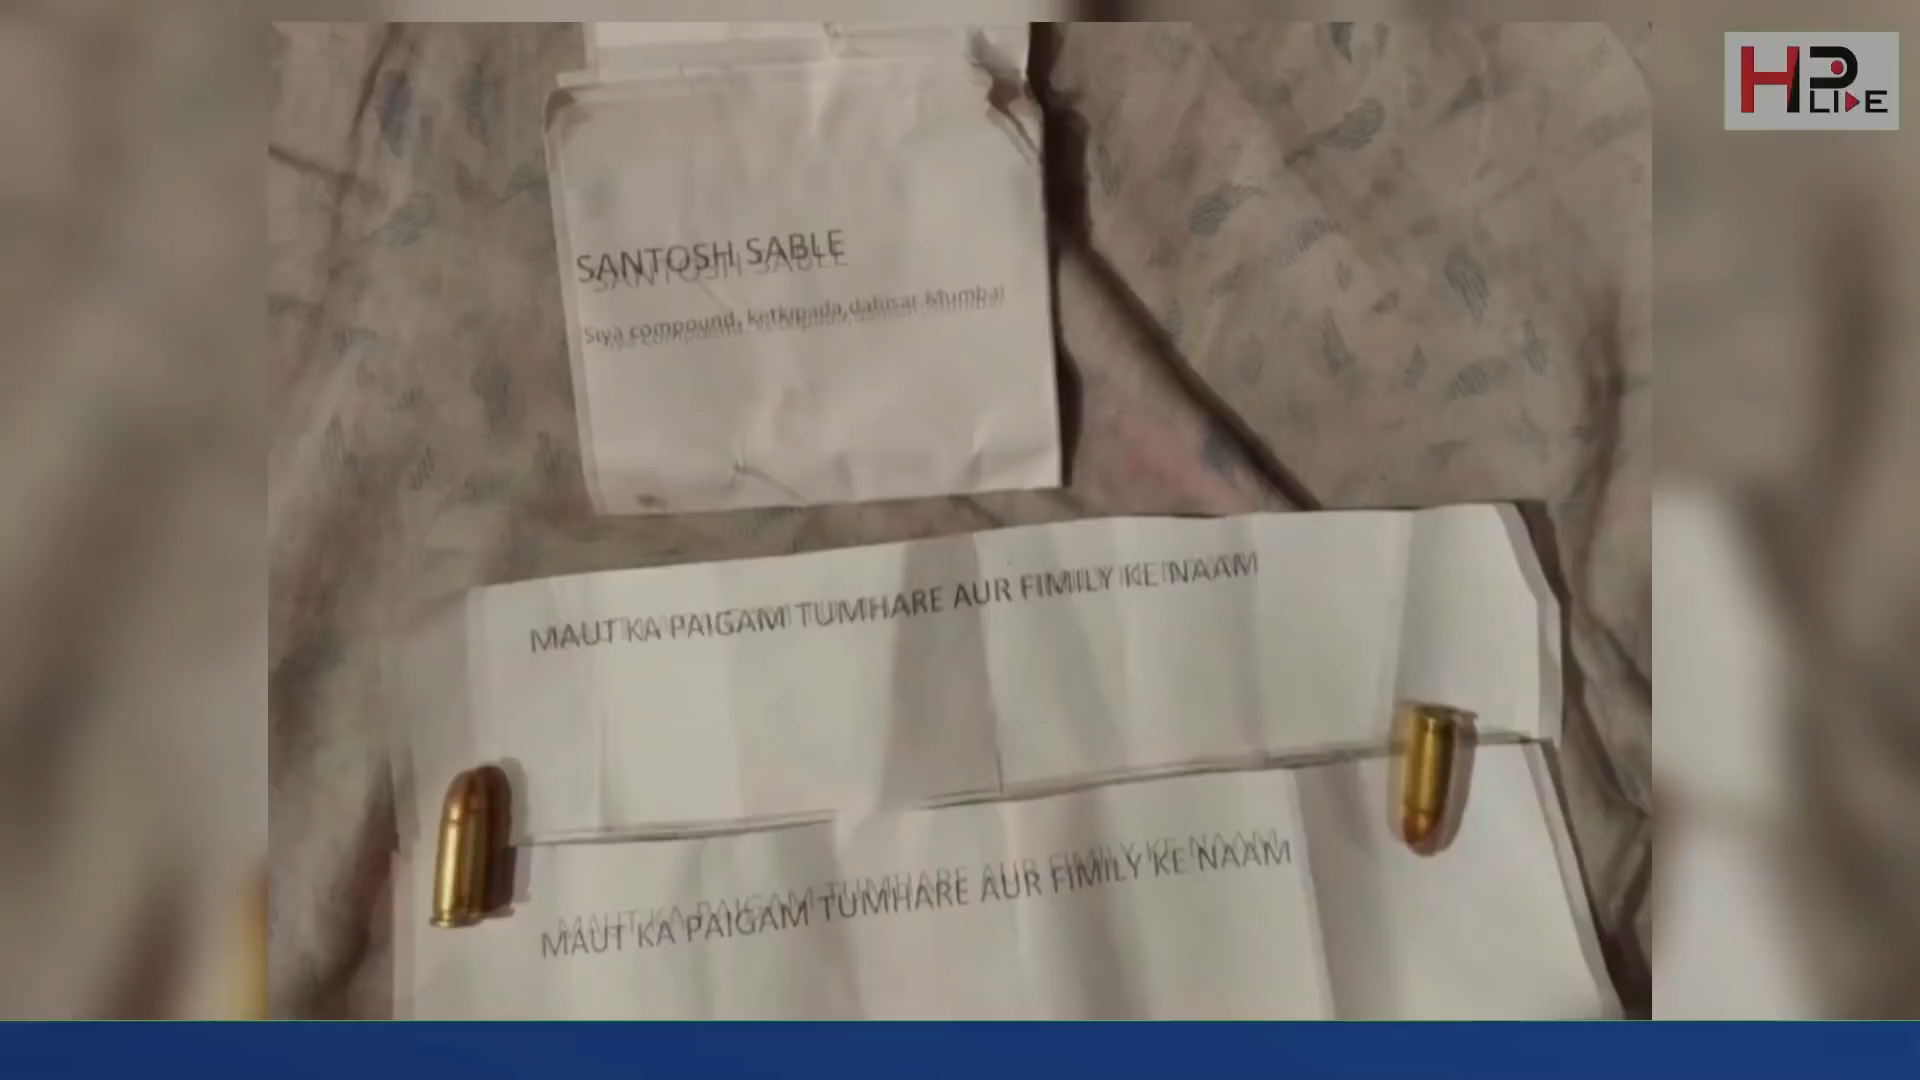 HP
LIVE
SANTOSH SABLE
Siya compound, ketkipada, dahisar Mumbai
MAUT KA PAIGAM TUMHARE AUR FIMILY KE NAAM
MAUT KA PAIGAM TUMHARE AUR FIMILY KE NAAM